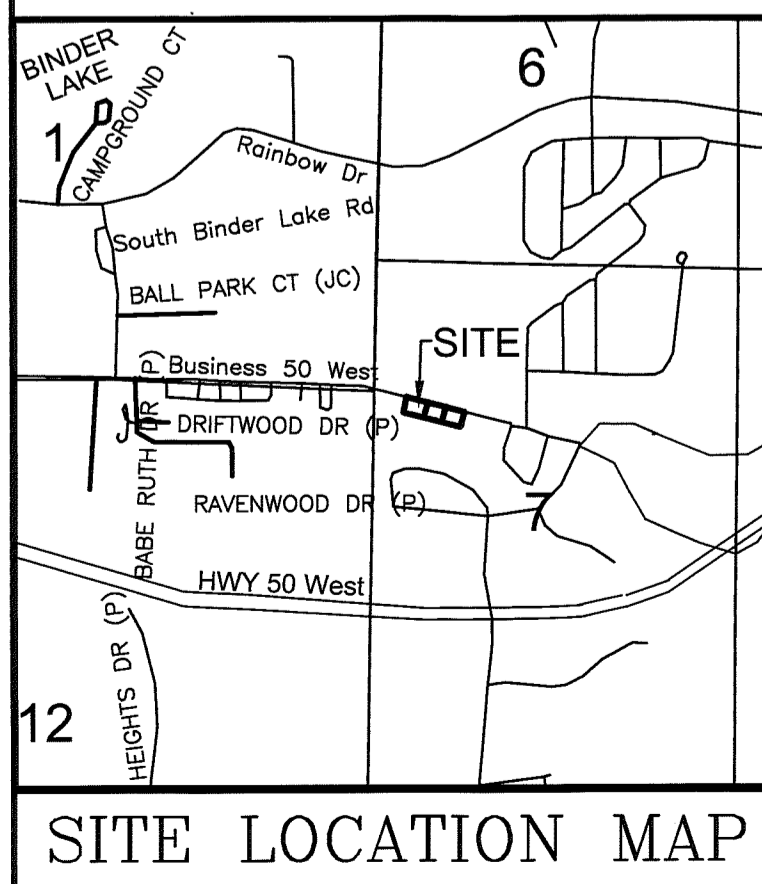 BINDER
LAKE
CAMPGROUND CT
6
1
Rainbow Dr
South Binder Lake Rd
BALL PARK CT (JC)
SITE
Business 50 West
DRIFTWOOD DR (P)
BABE RUTH DR (P)
RAVENWOOD DR (P)
7
HWY 50 West
HEIGHTS DR (P)
12
SITE LOCATION MAP